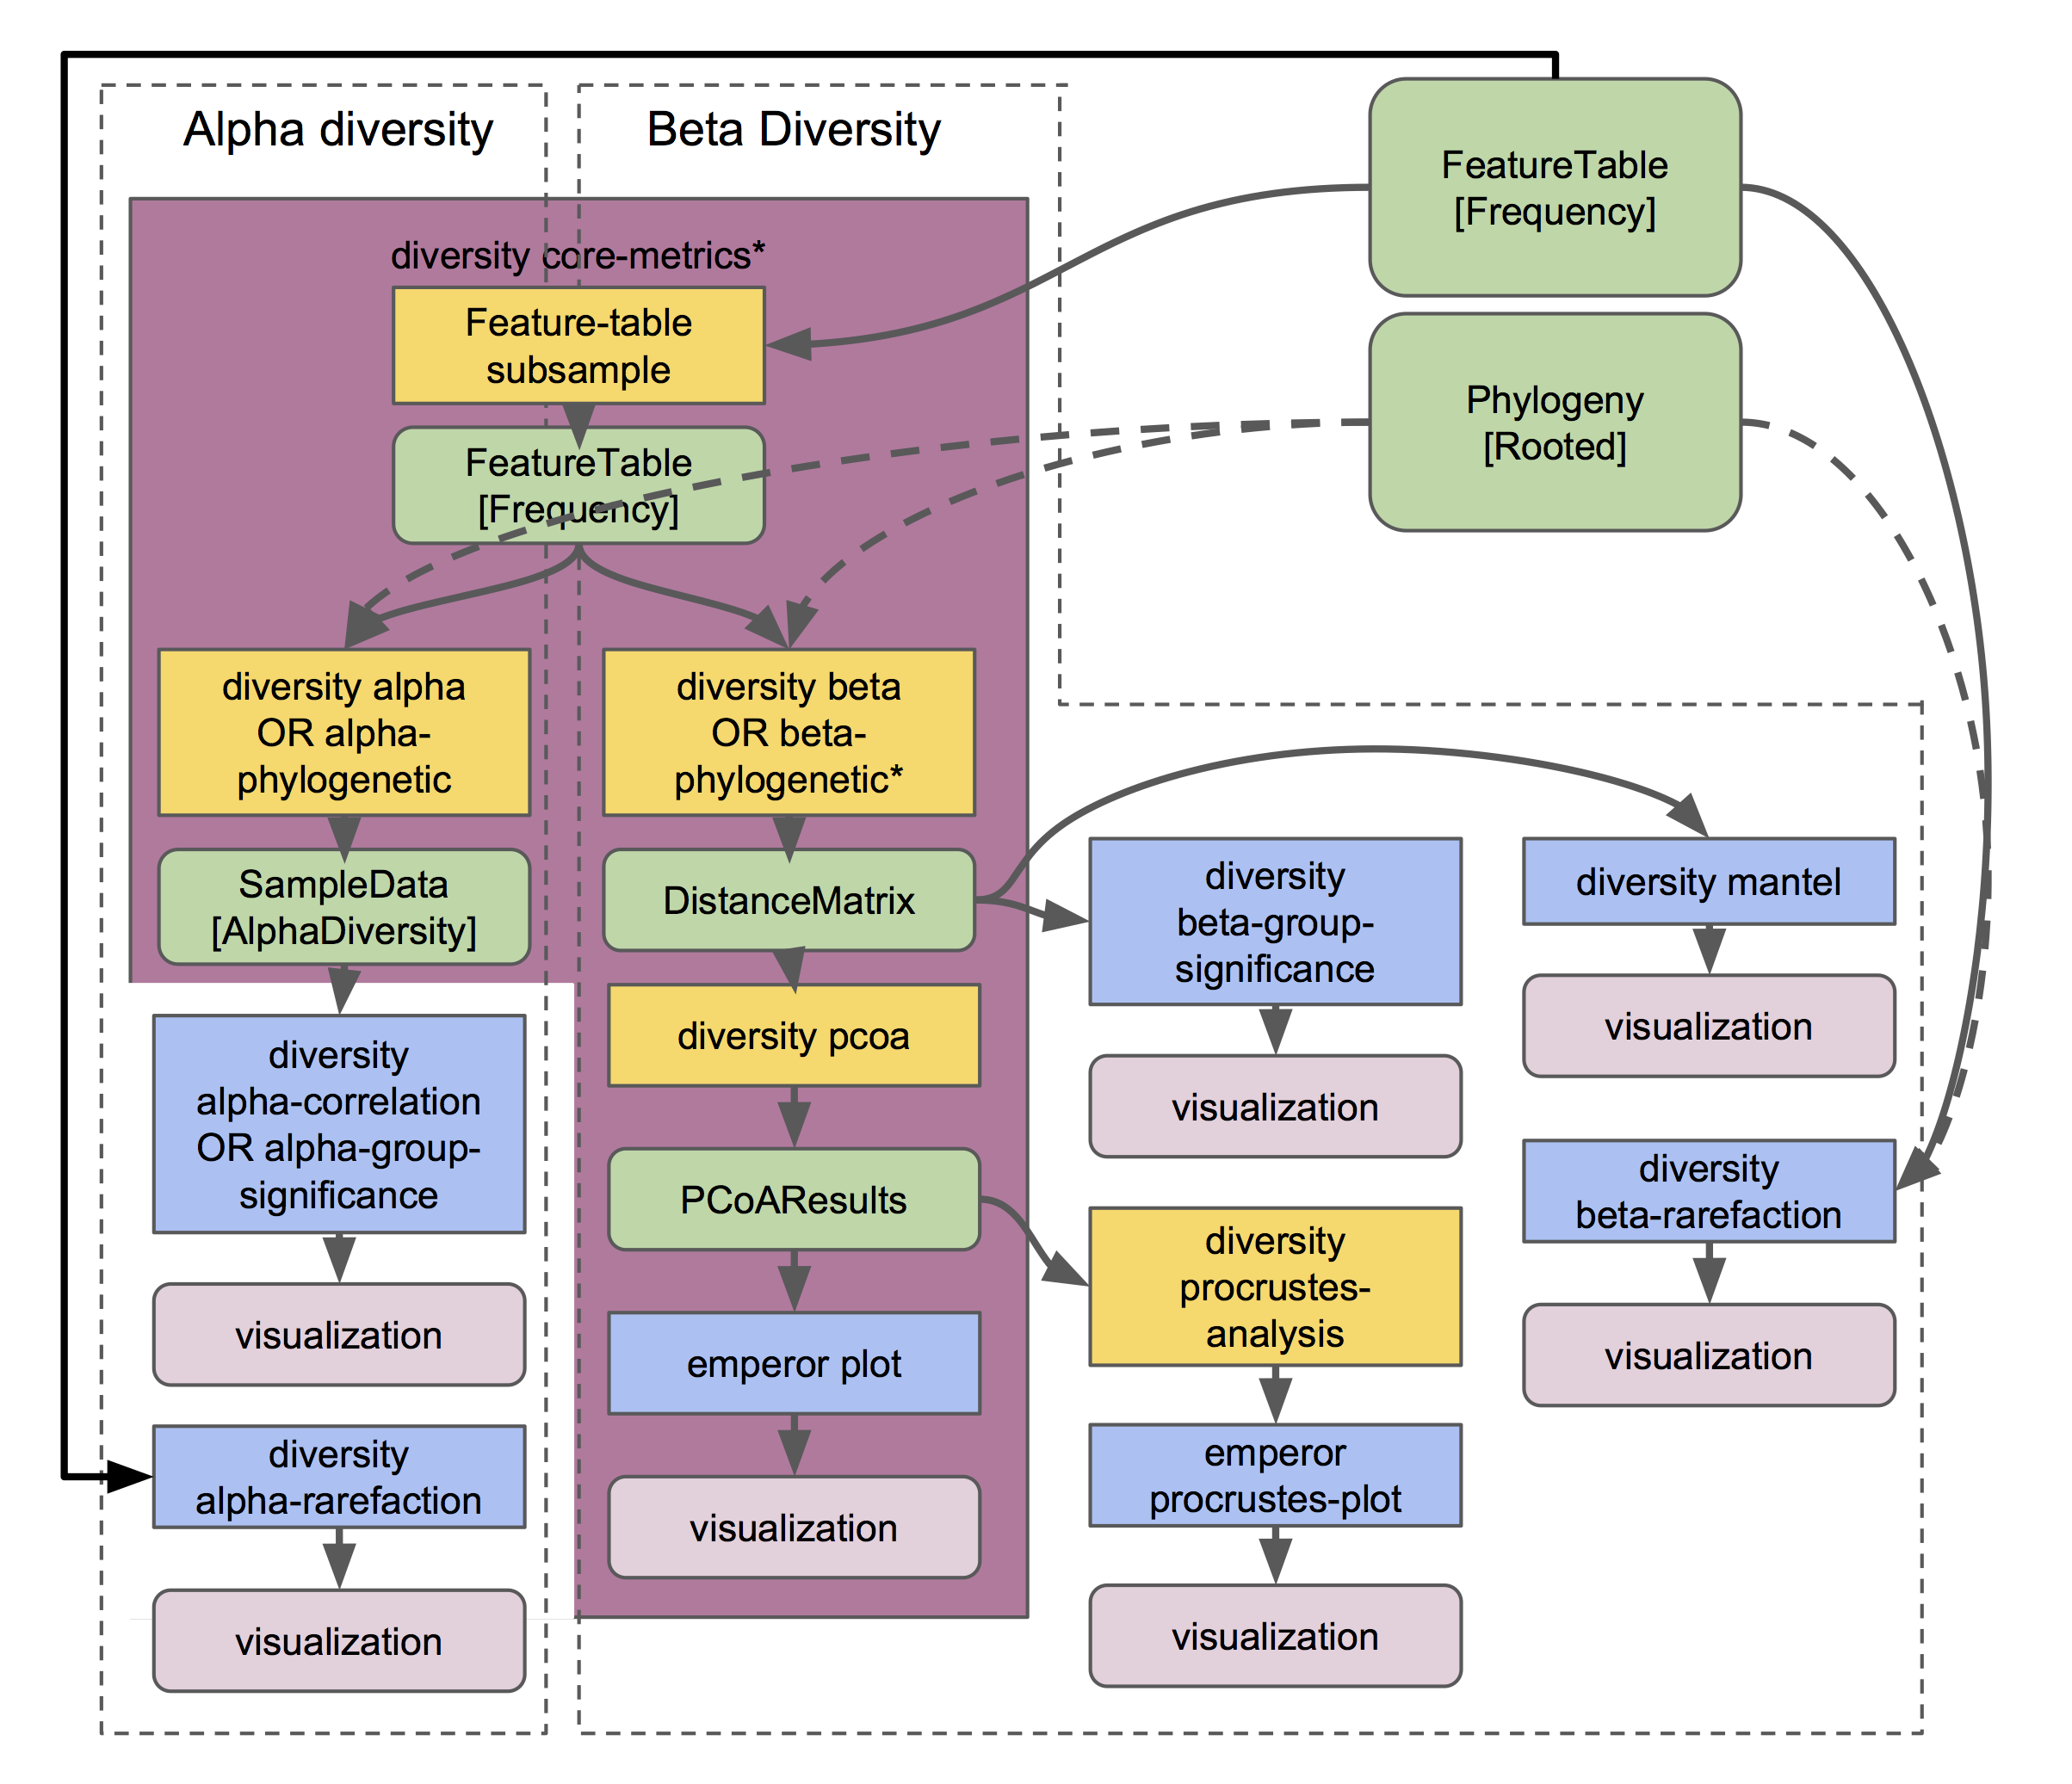 Alpha diversity
Beta Diversity
FeatureTable
[Frequency]
Phylogeny
[Rooted]
diversity core-metrics*
Feature-table
subsample
FeatureTable
[Frequency]
diversity alpha
OR alpha-
phylogenetic
SampleData
[AlphaDiversity]
diversity
alpha-correlation
OR alpha-group-
significance
visualization
diversity
alpha-rarefaction
visualization
diversity beta
OR beta-
phylogenetic*
DistanceMatrix
diversity pcoa
PCoAResults
emperor plot
visualization
diversity
beta-group-
significance
visualization
diversity
procrustes-
analysis
emperor
procrustes-plot
visualization
diversity mantel
visualization
diversity
beta-rarefaction
visualization